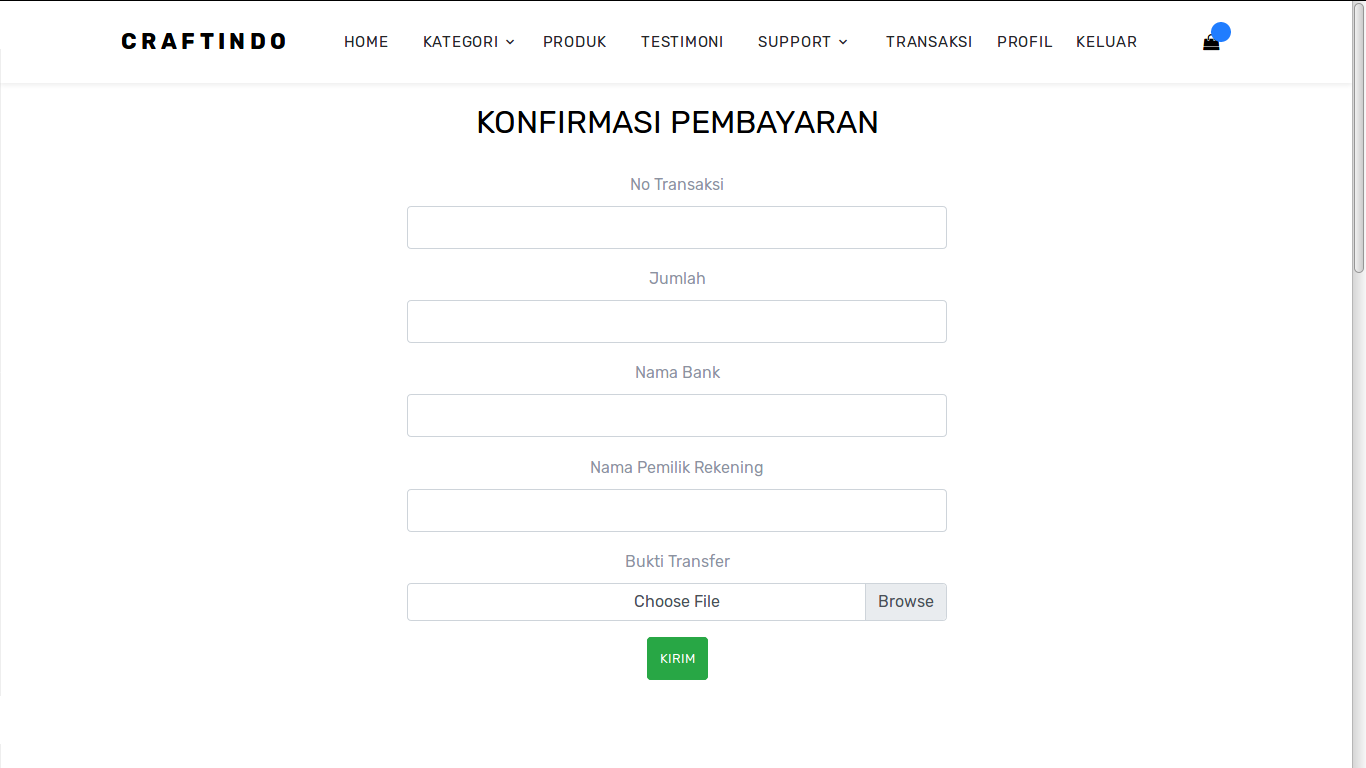 CRAFTINDO HOME KATEGORI PRODUK TESTIMONI SUPPORT TRANSAKSI PROFIL KELUAR
KONFIRMASI PEMBAYARAN
No Transaksi
Jumlah
Nama Bank
Nama Pemilik Rekening
Bukti Transfer
Choose File Browse
KIRIM